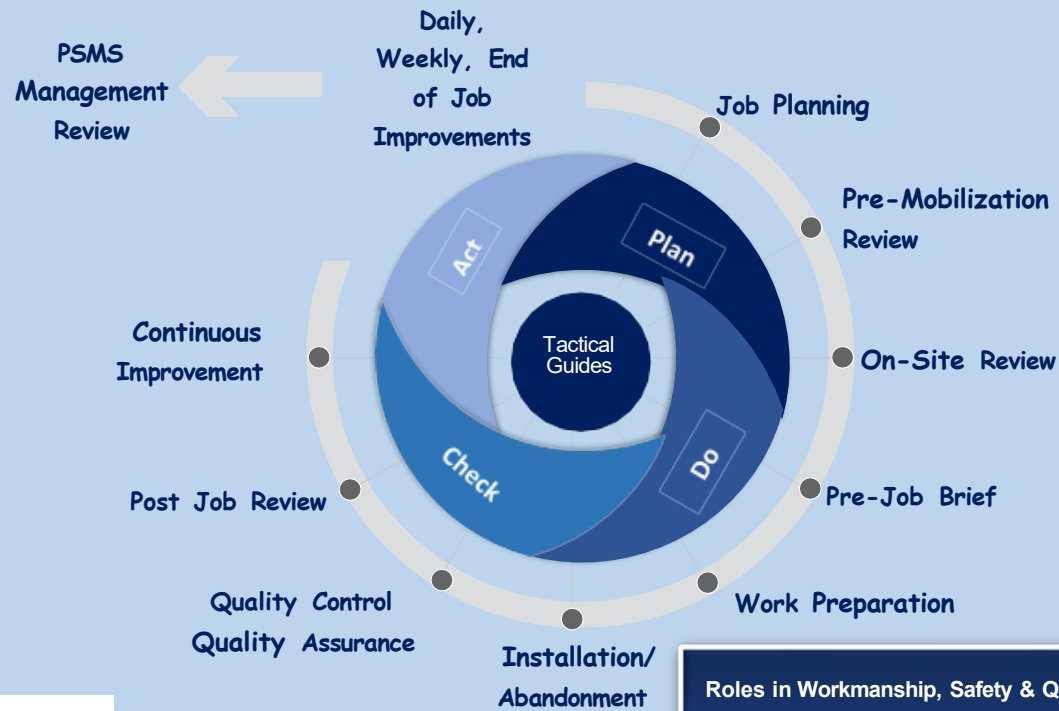 Daily,
Weekly, End
of Job
Improvements
PSMS
Management
Review
Job Planning
Pre-Mobilization
Review
On-Site Review
Pre-Job Brief
Work Preparation
Installation/
Abandonment
Quality Control
Quality Assurance
Post Job Review
Continuous
Improvement
Act
Plan
Do
Check
Tactical
Guides
Roles in Workmanship, Safety &